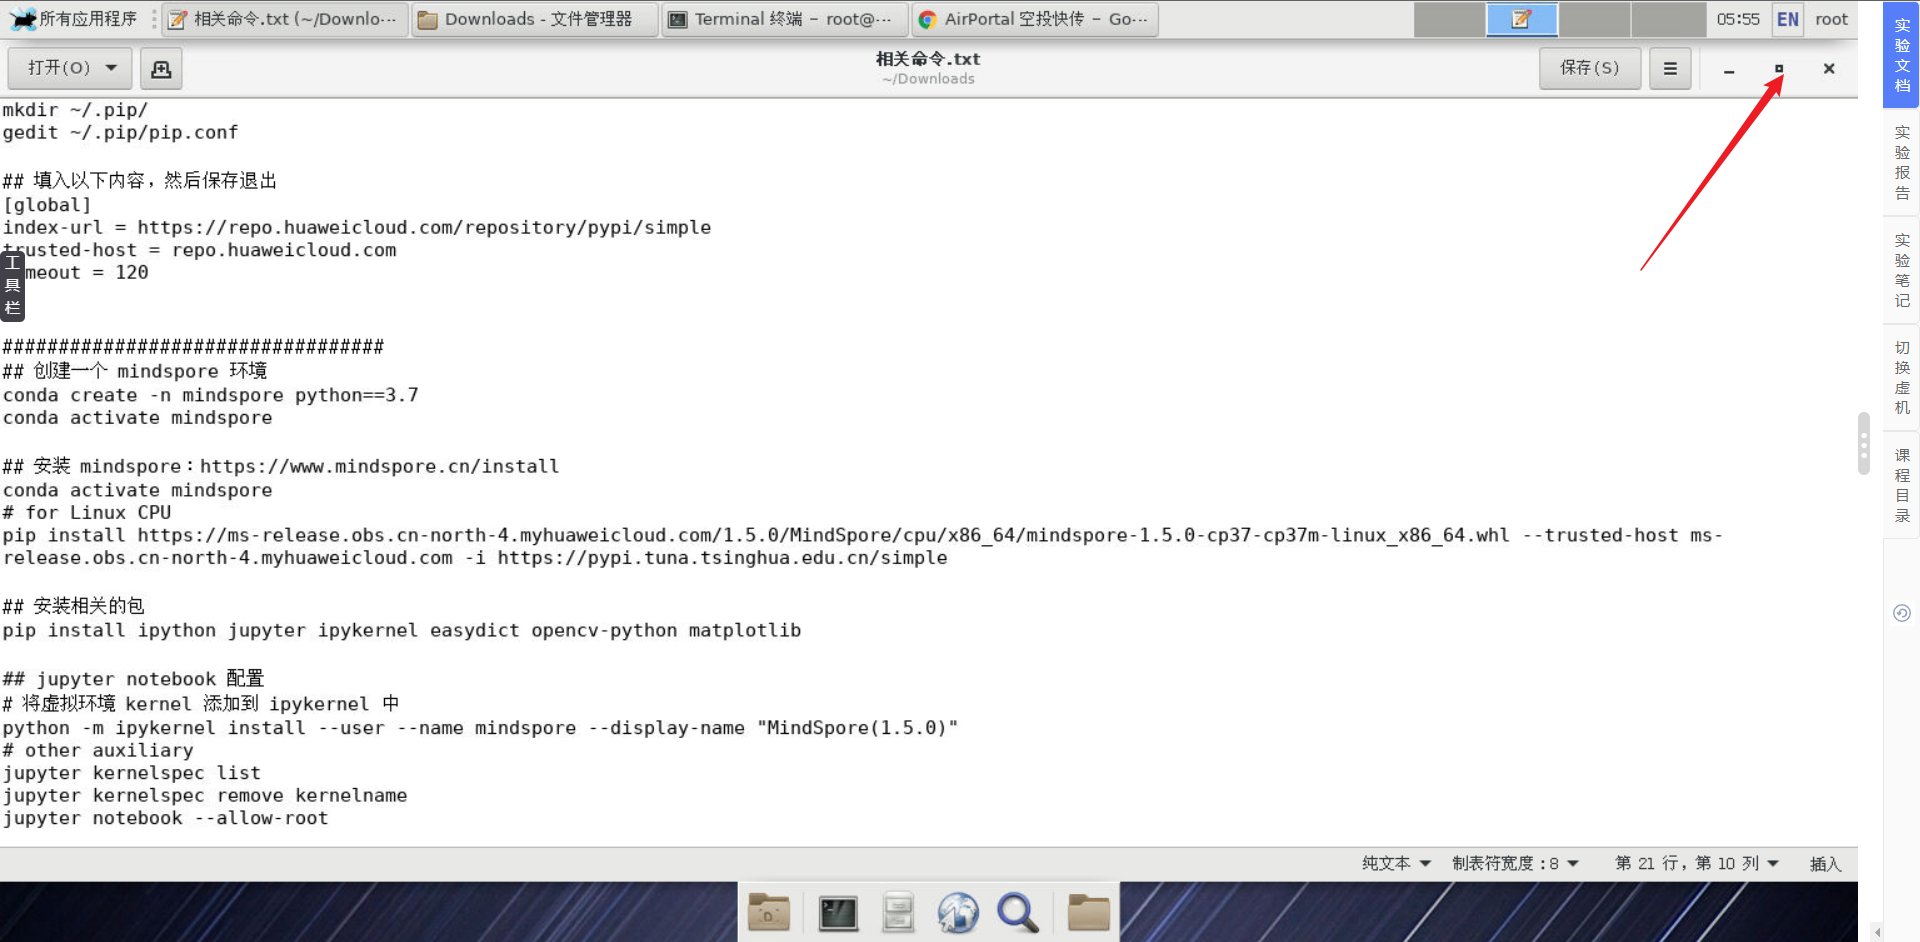 所有应用程序
相关命令.txt (~/Downlo···
Downloads - 文件管理器
Terminal 终端 – root@···
AirPortal 空投快传 – Go···
05:55
EN
root
打开(O)
相关命令.txt
~/Downloads
保存(S)
mkdir ~/.pip/
gedit ~/.pip/pip.conf
## 填入以下内容，然后保存退出
[global]
index-url = https://repo.huaweicloud.com/repository/pypi/simple
trusted-host = repo.huaweicloud.com
meout = 120
##################################
## 创建一个 mindspore 环境
conda create -n mindspore python==3.7
conda activate mindspore
## 安装 mindspore：https://www.mindspore.cn/install
conda activate mindspore
# for Linux CPU
pip install https://ms-release.obs.cn-north-4.myhuaweicloud.com/1.5.0/MindSpore/cpu/x86_64/mindspore-1.5.0-cp37-cp37m-linux_x86_64.whl --trusted-host ms-
release.obs.cn-north-4.myhuaweicloud.com -i https://pypi.tuna.tsinghua.edu.cn/simple
## 安装相关的包
pip install ipython jupyter ipykernel easydict opencv-python matplotlib
## jupyter notebook 配置
# 将虚拟环境 kernel 添加到 ipykernel 中
python -m ipykernel install --user --name mindspore --display-name "MindSpore(1.5.0)"
# other auxiliary
jupyter kernelspec list
jupyter kernelspec remove kernelname
jupyter notebook --allow-root
工具栏
纯文本
制表符宽度：8
第 21 行，第 10 列
插入
实验文档
实验报告
实验笔记
切换虚机
课程目录